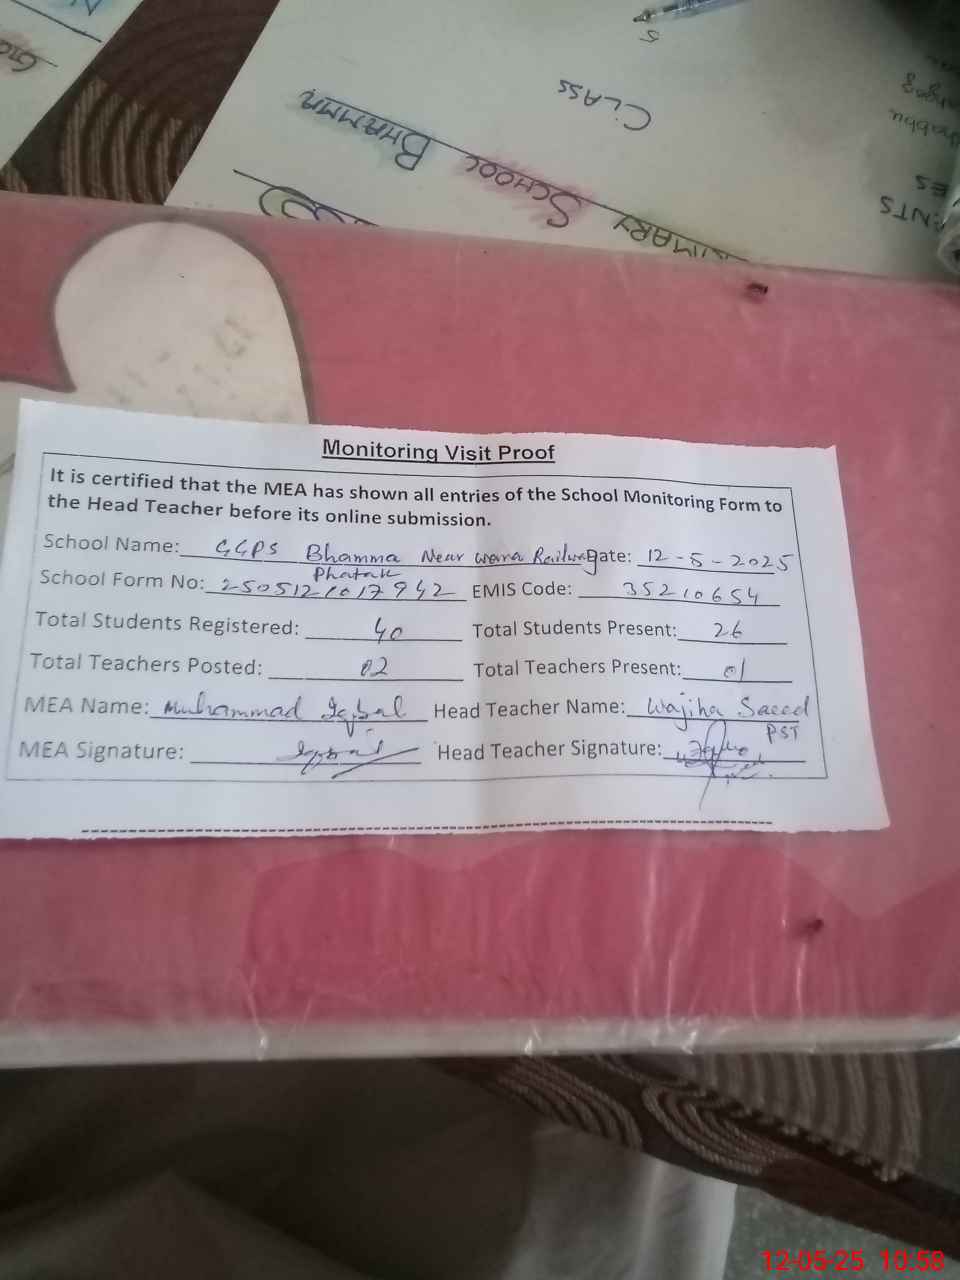 CLASS
PRIMARY SCHOOL BHAMMA
5
Monitoring Visit Proof
It is certified that the MEA has shown all entries of the School Monitoring Form to
the Head Teacher before its online submission.
School Name: GGPS Bhamma Near Wara Railway Date: 12-5-2025
Phatak
School Form No: 2505121017942 EMIS Code: 35210654
Total Students Registered: 40 Total Students Present: 26
Total Teachers Posted: 02 Total Teachers Present: 01
MEA Name: Muhammad Iqbal Head Teacher Name: Wajiha Saeed
PST
MEA Signature: Iqbal Head Teacher Signature:
12-05-25 10:58